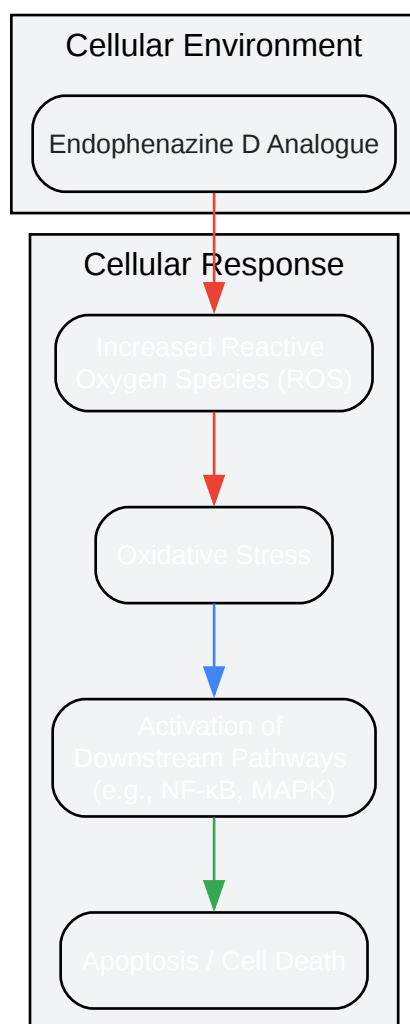 Cellular Environment
Endophenazine D Analogue
Cellular Response
Increased Reactive
Oxygen Species (ROS)
Oxidative Stress
Activation of
Downstream Pathways
(e.g., NF-κB, MAPK)
Apoptosis / Cell Death